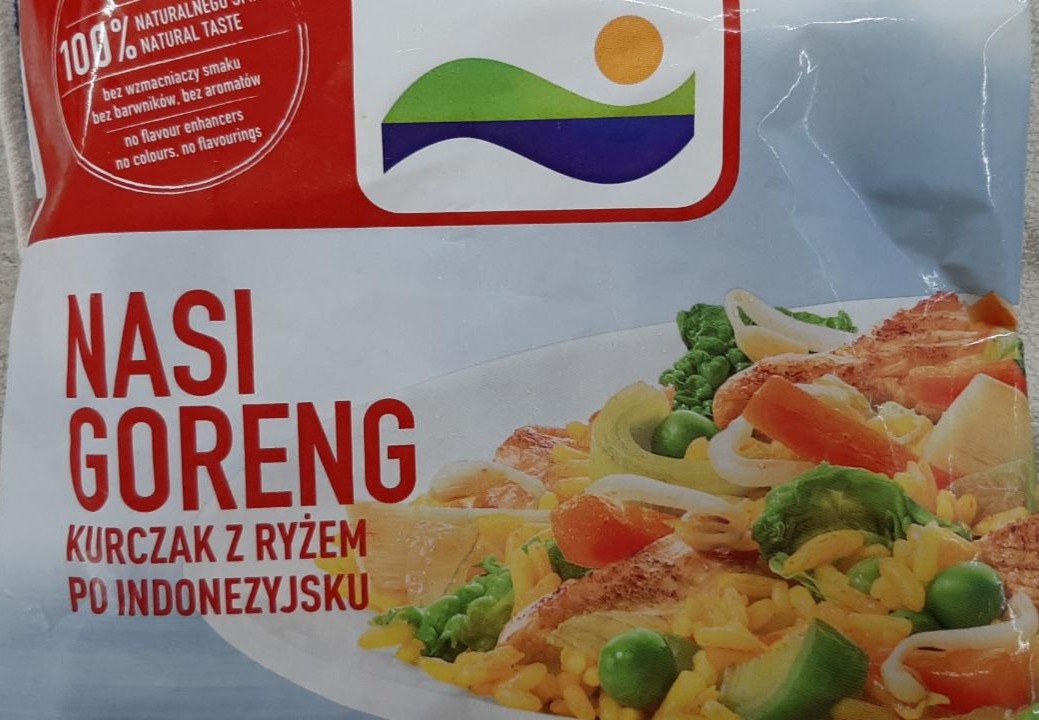 100% NATURALNEGO
NATURAL TASTE
bez wzmacniaczy smaku
bez barwników, bez aromatów
no flavour enhancers
no colours, no flavourings
NASI
GORENG
KURCZAK Z RYŻEM
PO INDONEZYJSKU